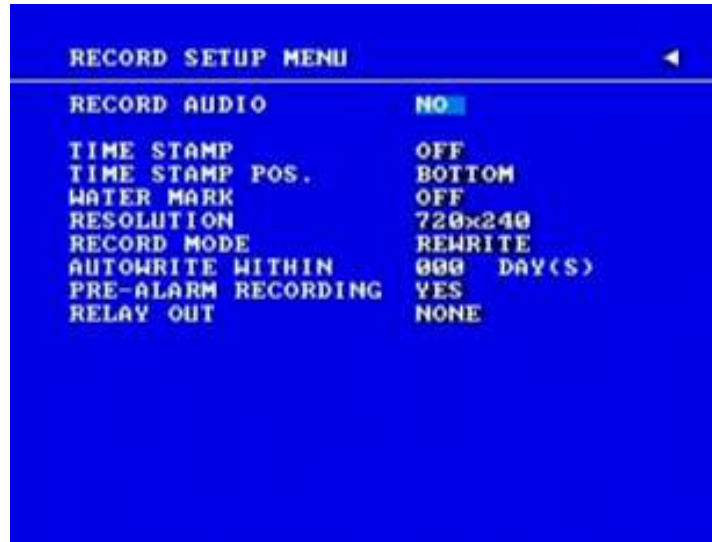 RECORD SETUP MENU
RECORD AUDIO NO
TIME STAMP OFF
TIME STAMP POS. BOTTOM
WATER MARK OFF
RESOLUTION 720x240
RECORD MODE REWRITE
AUTOWRITE WITHIN 000 DAY(S)
PRE-ALARM RECORDING YES
RELAY OUT NONE